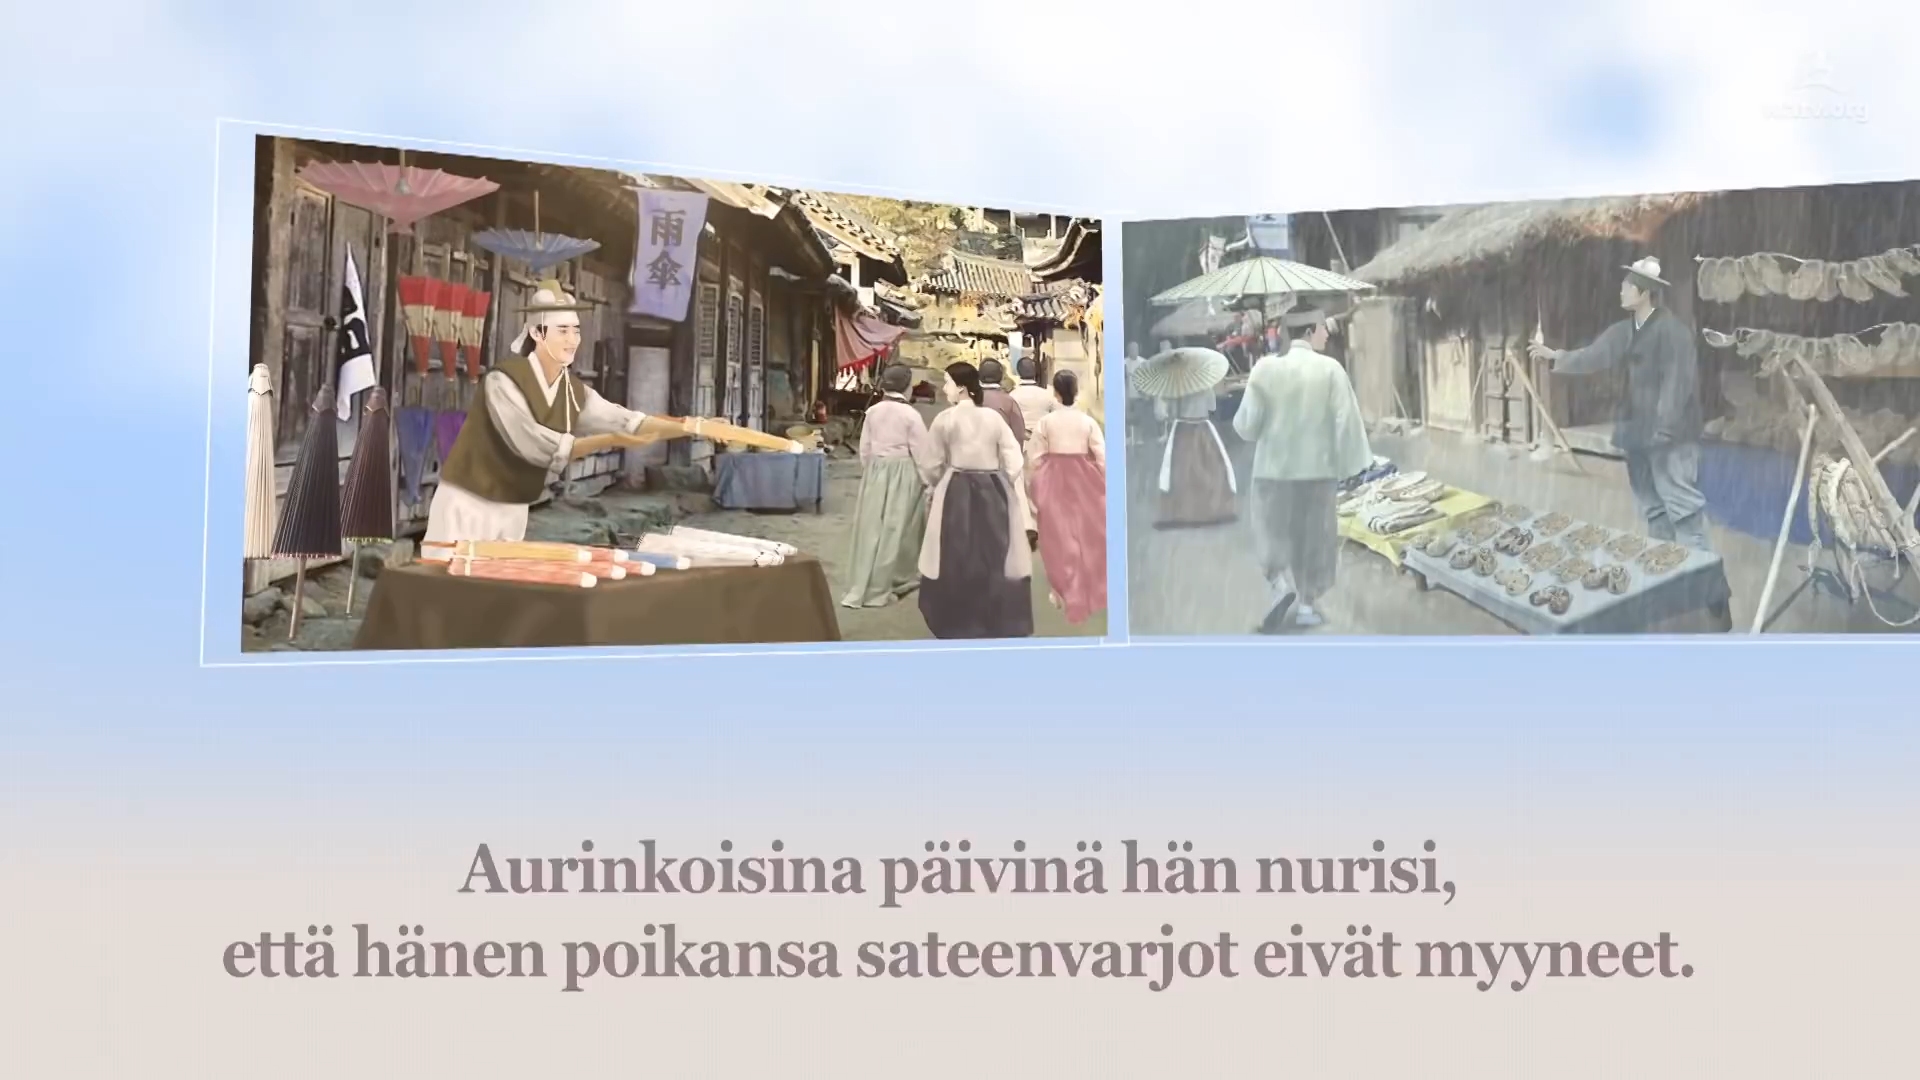 雨傘
Aurinkoisina päivinä hän nurisi,
että hänen poikansa sateenvarjot eivät myyneet.